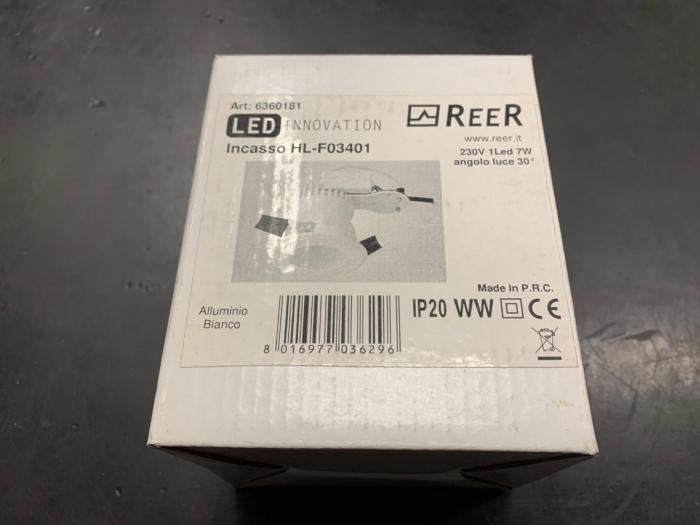 Art: 6360181
LED INNOVATION
Incasso HL-F03401
REER
www.reer.it
230V 1Led 7W
angolo luce 30°
Made in P.R.C.
Alluminio
Bianco
8 016977 036296
IP20 WW CE